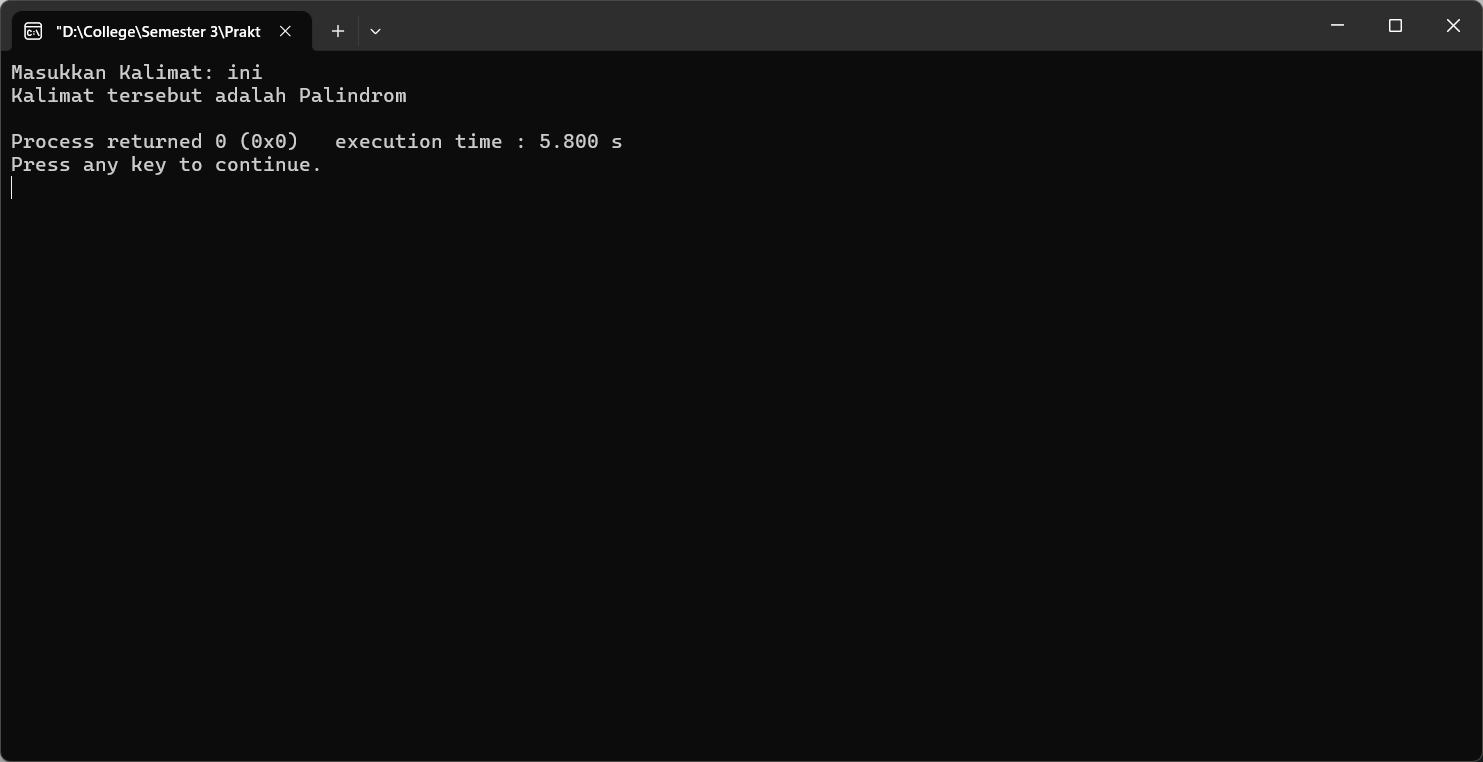 "D:\College\Semester 3\Prakt
Masukkan Kalimat: ini
Kalimat tersebut adalah Palindrom
Process returned 0 (0x0)   execution time : 5.800 s
Press any key to continue.